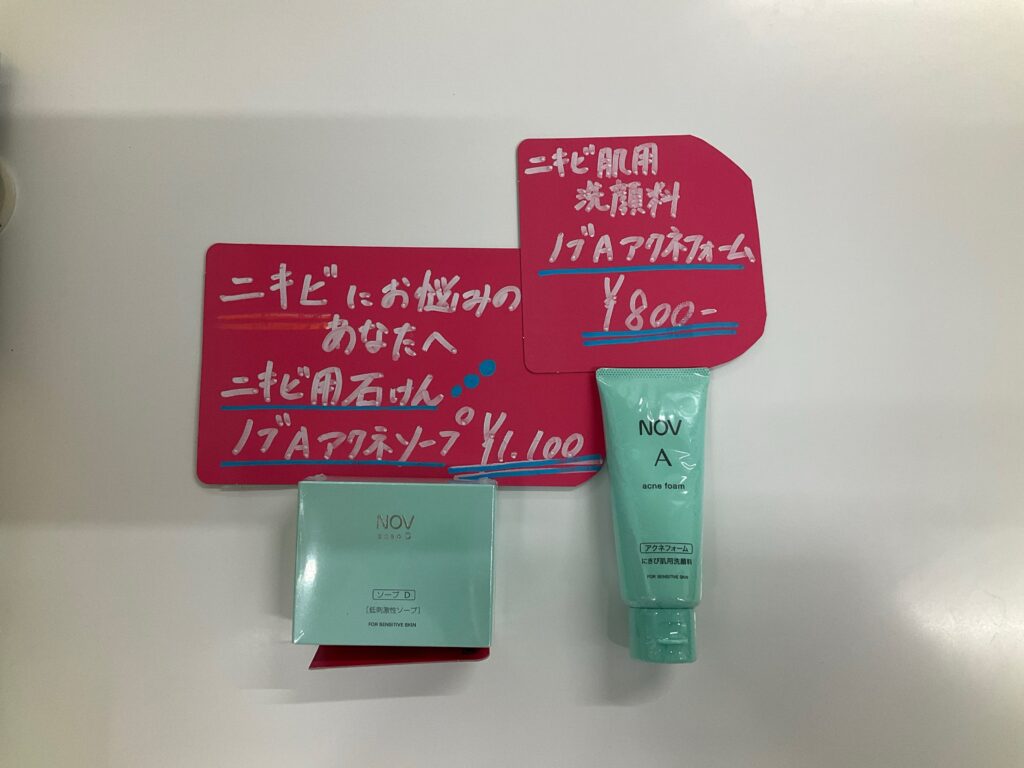 ニキビ肌用
洗顔料
ノブAアクネフォーム
¥800-
ニキビにお悩みの
あなたへ
ニキビ用石けん
ノブAアクネソープ ¥1.100
NOV
ソープ D
[低刺激性ソープ]
FOR SENSITIVE SKIN
NOV
A
acne foam
アクネフォーム
にきび肌用洗顔料
FOR SENSITIVE SKIN